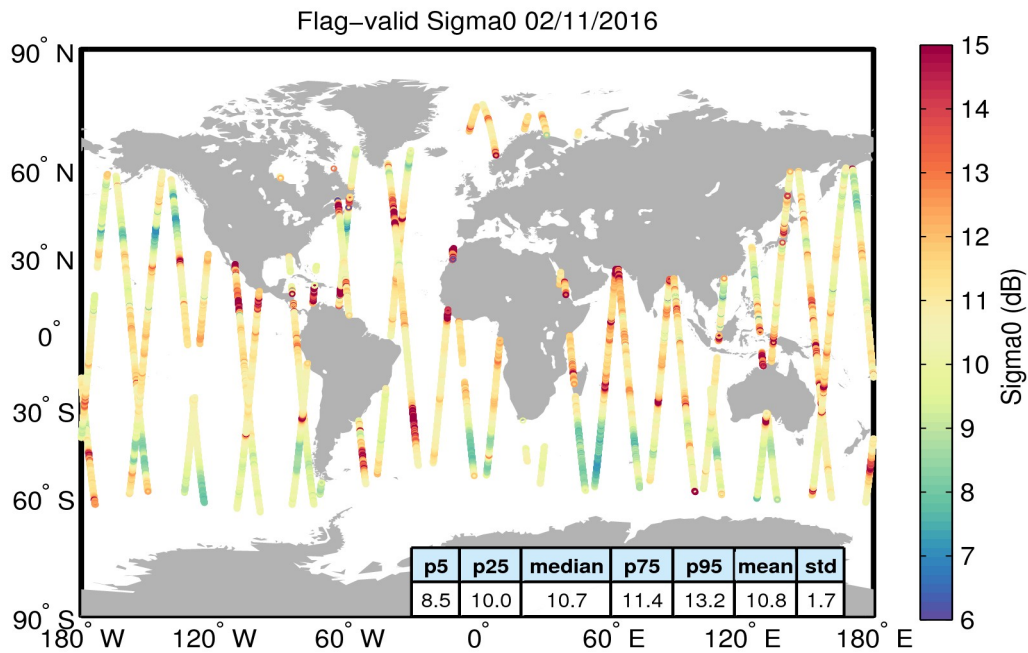 Flag−valid Sigma0 02/11/2016
90° N
60° N
30° N
0°
30° S
60° S
90° S
180° W
120° W
60° W
0°
60° E
120° E
180° E
15
14
13
12
11
10
9
8
7
6
Sigma0 (dB)
p5 p25 median p75 p95 mean std
8.5 10.0 10.7 11.4 13.2 10.8 1.7